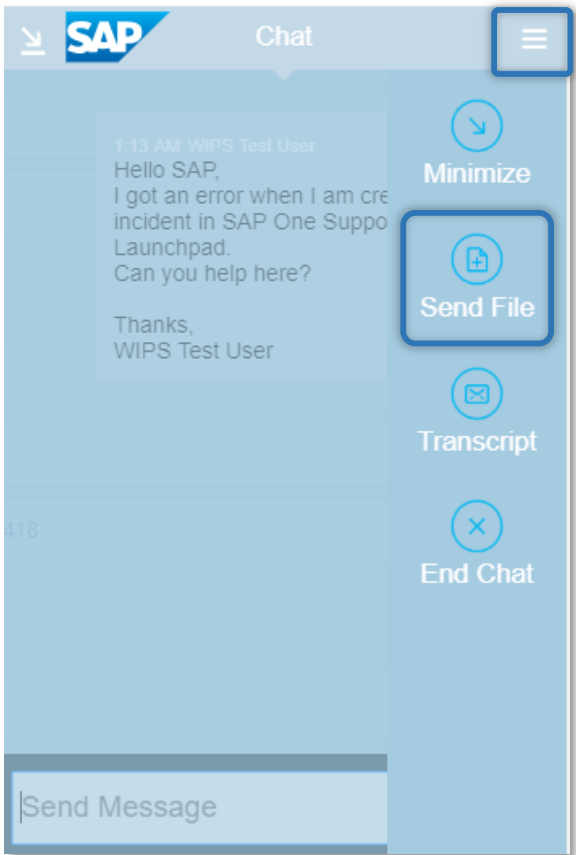 SAP Chat
1:13 AM WIPS Test User
Hello SAP,
I got an error when I am cre
incident in SAP One Suppo
Launchpad.
Can you help here?
Thanks,
WIPS Test User
418
Send Message
Minimize
Send File
Transcript
End Chat